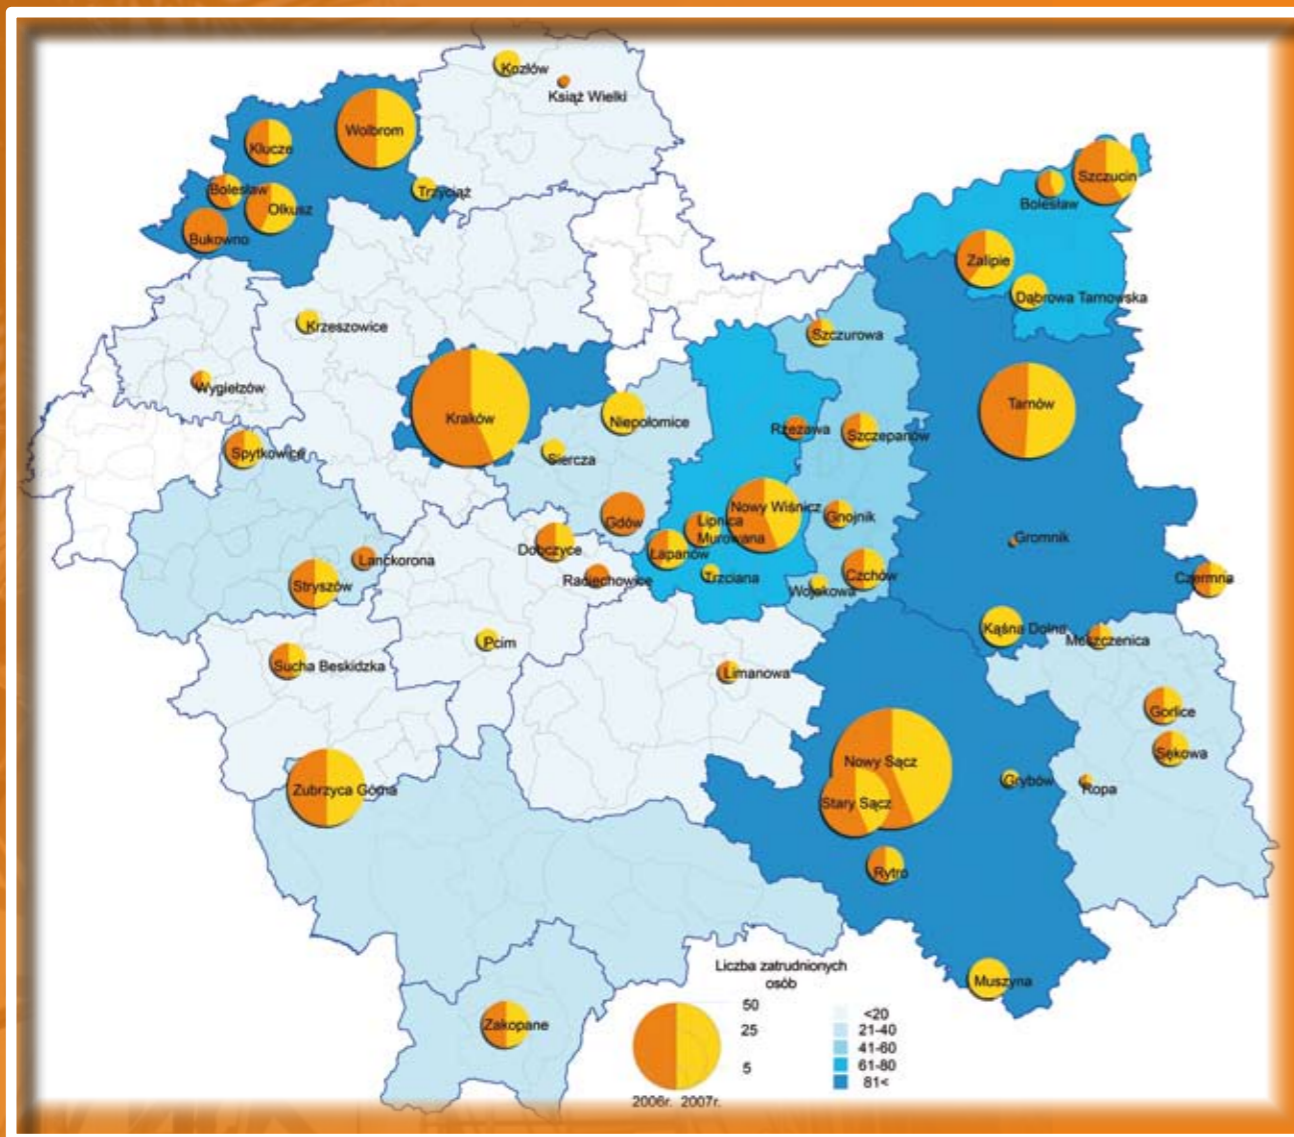 Kozłów
Książ Wielki
Wolbrom
Klucze
Bolesław
Trzyciąż
Olkusz
Bukowno
Szczucin
Bolesław
Zalipie
Dąbrowa Tarnowska
Krzeszowice
Szczurowa
Wygiełzów
Kraków
Niepołomice
Tarnów
Rzezawa
Szczepanów
Spytkowice
Siercza
Nowy Wiśnicz
Gdów
Lipnica
Murowana
Gnojnik
Gromnik
Dobczyce
Łapanów
Lanckorona
Raciechowice
Trzciana
Czchów
Czermna
Stryszów
Wojakowa
Kąśna Dolna
Moszczenica
Pcim
Sucha Beskidzka
Limanowa
Gorlice
Sękowa
Nowy Sącz
Grybów
Ropa
Zubrzyca Górna
Stary Sącz
Rytro
Muszyna
Zakopane
Liczba zatrudnionych
osób
50
25
5
2006r. 2007r.
<20
21-40
41-60
61-80
81<